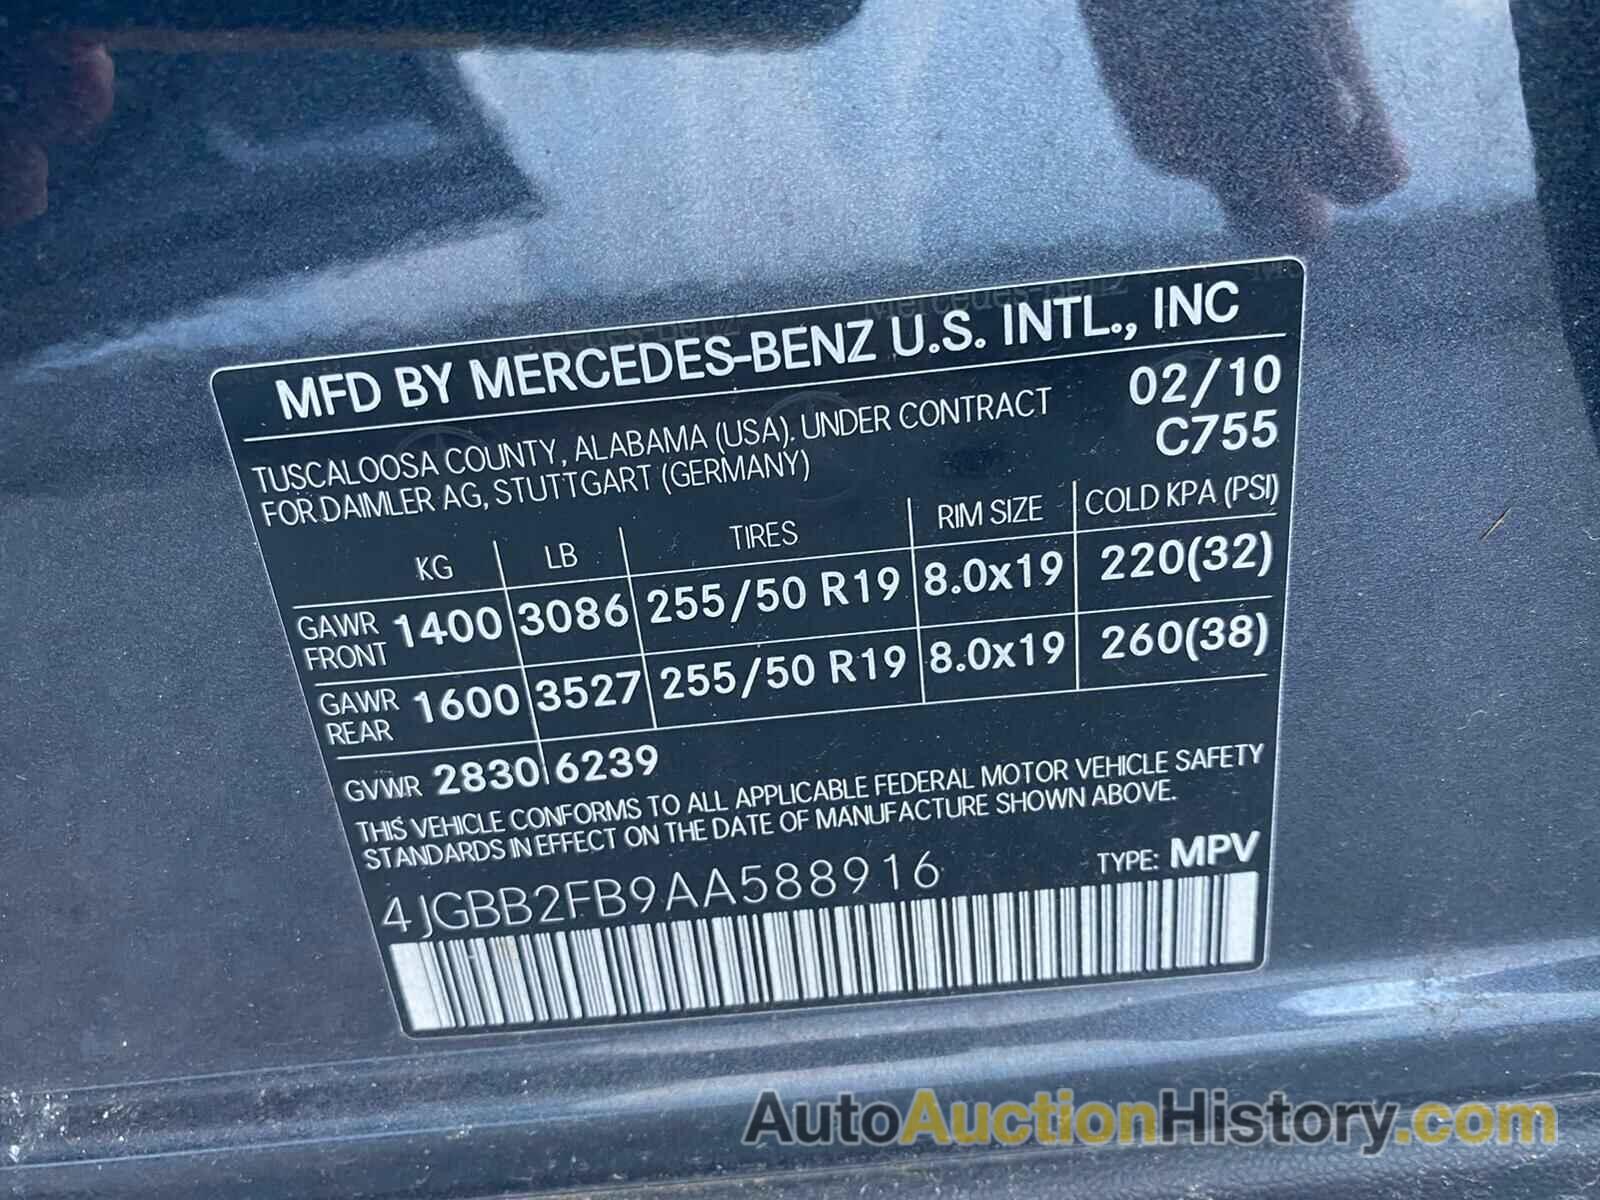 MFD BY MERCEDES-BENZ U.S. INTL., INC
TUSCALOOSA COUNTY, ALABAMA (USA). UNDER CONTRACT
FOR DAIMLER AG, STUTTGART (GERMANY)
02/10
C755
KG LB TIRES RIM SIZE COLD KPA (PSI)
GAWR FRONT 1400 3086 255/50 R19 8.0x19 220(32)
GAWR REAR 1600 3527 255/50 R19 8.0x19 260(38)
GVWR 2830 6239
THIS VEHICLE CONFORMS TO ALL APPLICABLE FEDERAL MOTOR VEHICLE SAFETY
STANDARDS IN EFFECT ON THE DATE OF MANUFACTURE SHOWN ABOVE.
4JGBB2FB9AA588916 TYPE: MPV
AutoAuctionHistory.com